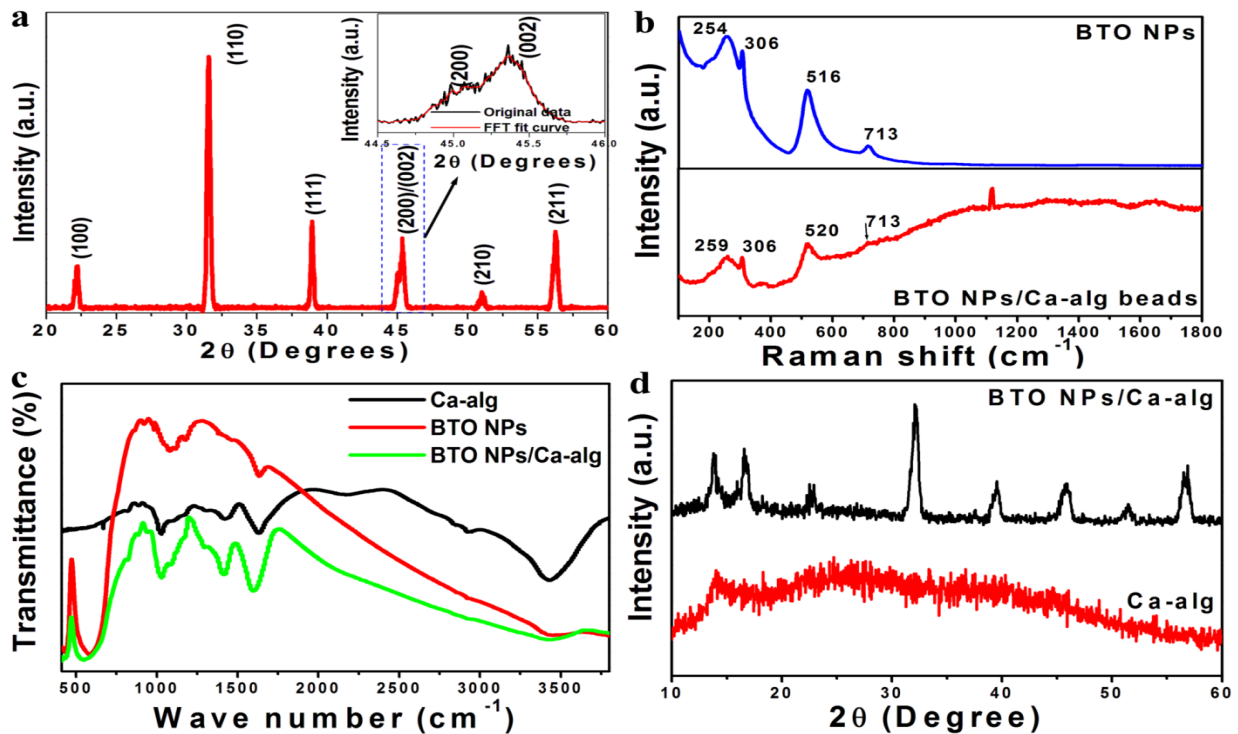 a
Intensity (a.u.)
(100)
(110)
(111)
(200)/(002)
(210)
(211)
20 25 30 35 40 45 50 55 60
2θ (Degrees)
Intensity (a.u.)
(200)
(002)
Original data
FFT fit curve
44.5 45.0 45.5 460
2θ (Degrees)
b
Intensity (a.u.)
BTO NPs
254
306
516
713
259
306
520
713
BTO NPs/Ca-alg beads
200 400 600 800 1000 1200 1400 1600 1800
Raman shift (cm⁻¹)
c
Transmittance (%)
Ca-alg
BTO NPs
BTO NPs/Ca-alg
500 1000 1500 2000 2500 3000 3500
Wave number (cm⁻¹)
d
Intensity (a.u.)
BTO NPs/Ca-alg
Ca-alg
10 20 30 40 50 60
2θ (Degree)